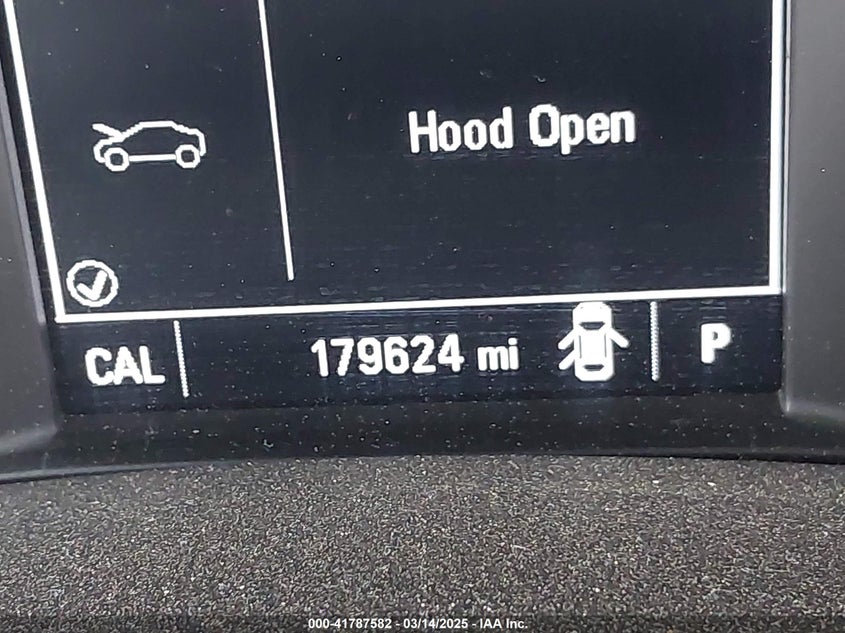 Hood Open
CAL
179624 mi
P
000-41787582 - 03/14/2025 - IAA Inc.